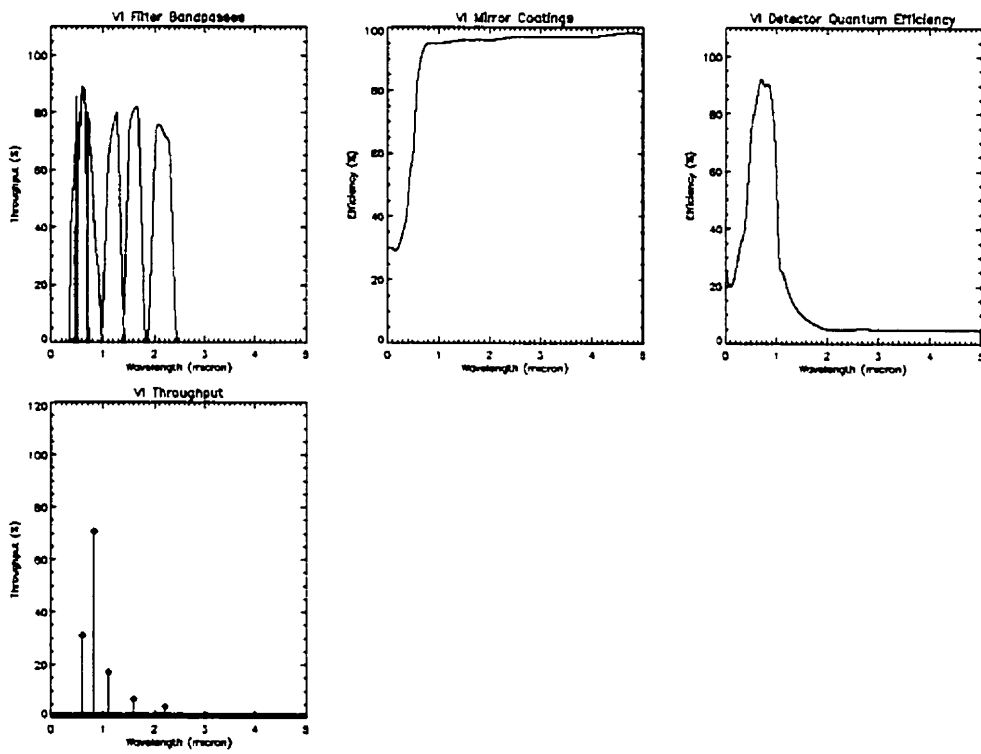 VI Filter Bandpasses
Throughput (%)
100
80
60
40
20
0
0 1 2 3 4 5
Wavelength (micron)
VI Mirror Coatings
Efficiency (%)
100
80
60
40
20
0
0 1 2 3 4 5
Wavelength (micron)
VI Detector Quantum Efficiency
Efficiency (%)
100
80
60
40
20
0
0 1 2 3 4 5
Wavelength (micron)
VI Throughput
Throughput (%)
120
100
80
60
40
20
0
0 1 2 3 4 5
Wavelength (micron)